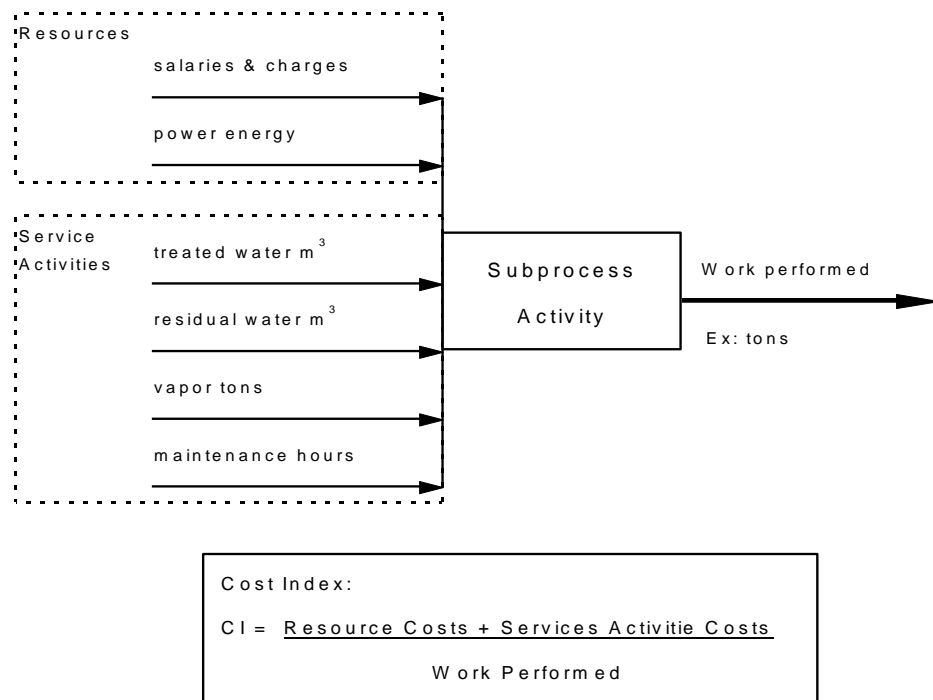 Resources
salaries & charges
power energy
Service
Activities
treated water m³
residual water m³
vapor tons
maintenance hours
Subprocess
Activity
Work performed
Ex: tons
Cost Index:
CI = Resource Costs + Services Activitie Costs
Work Performed